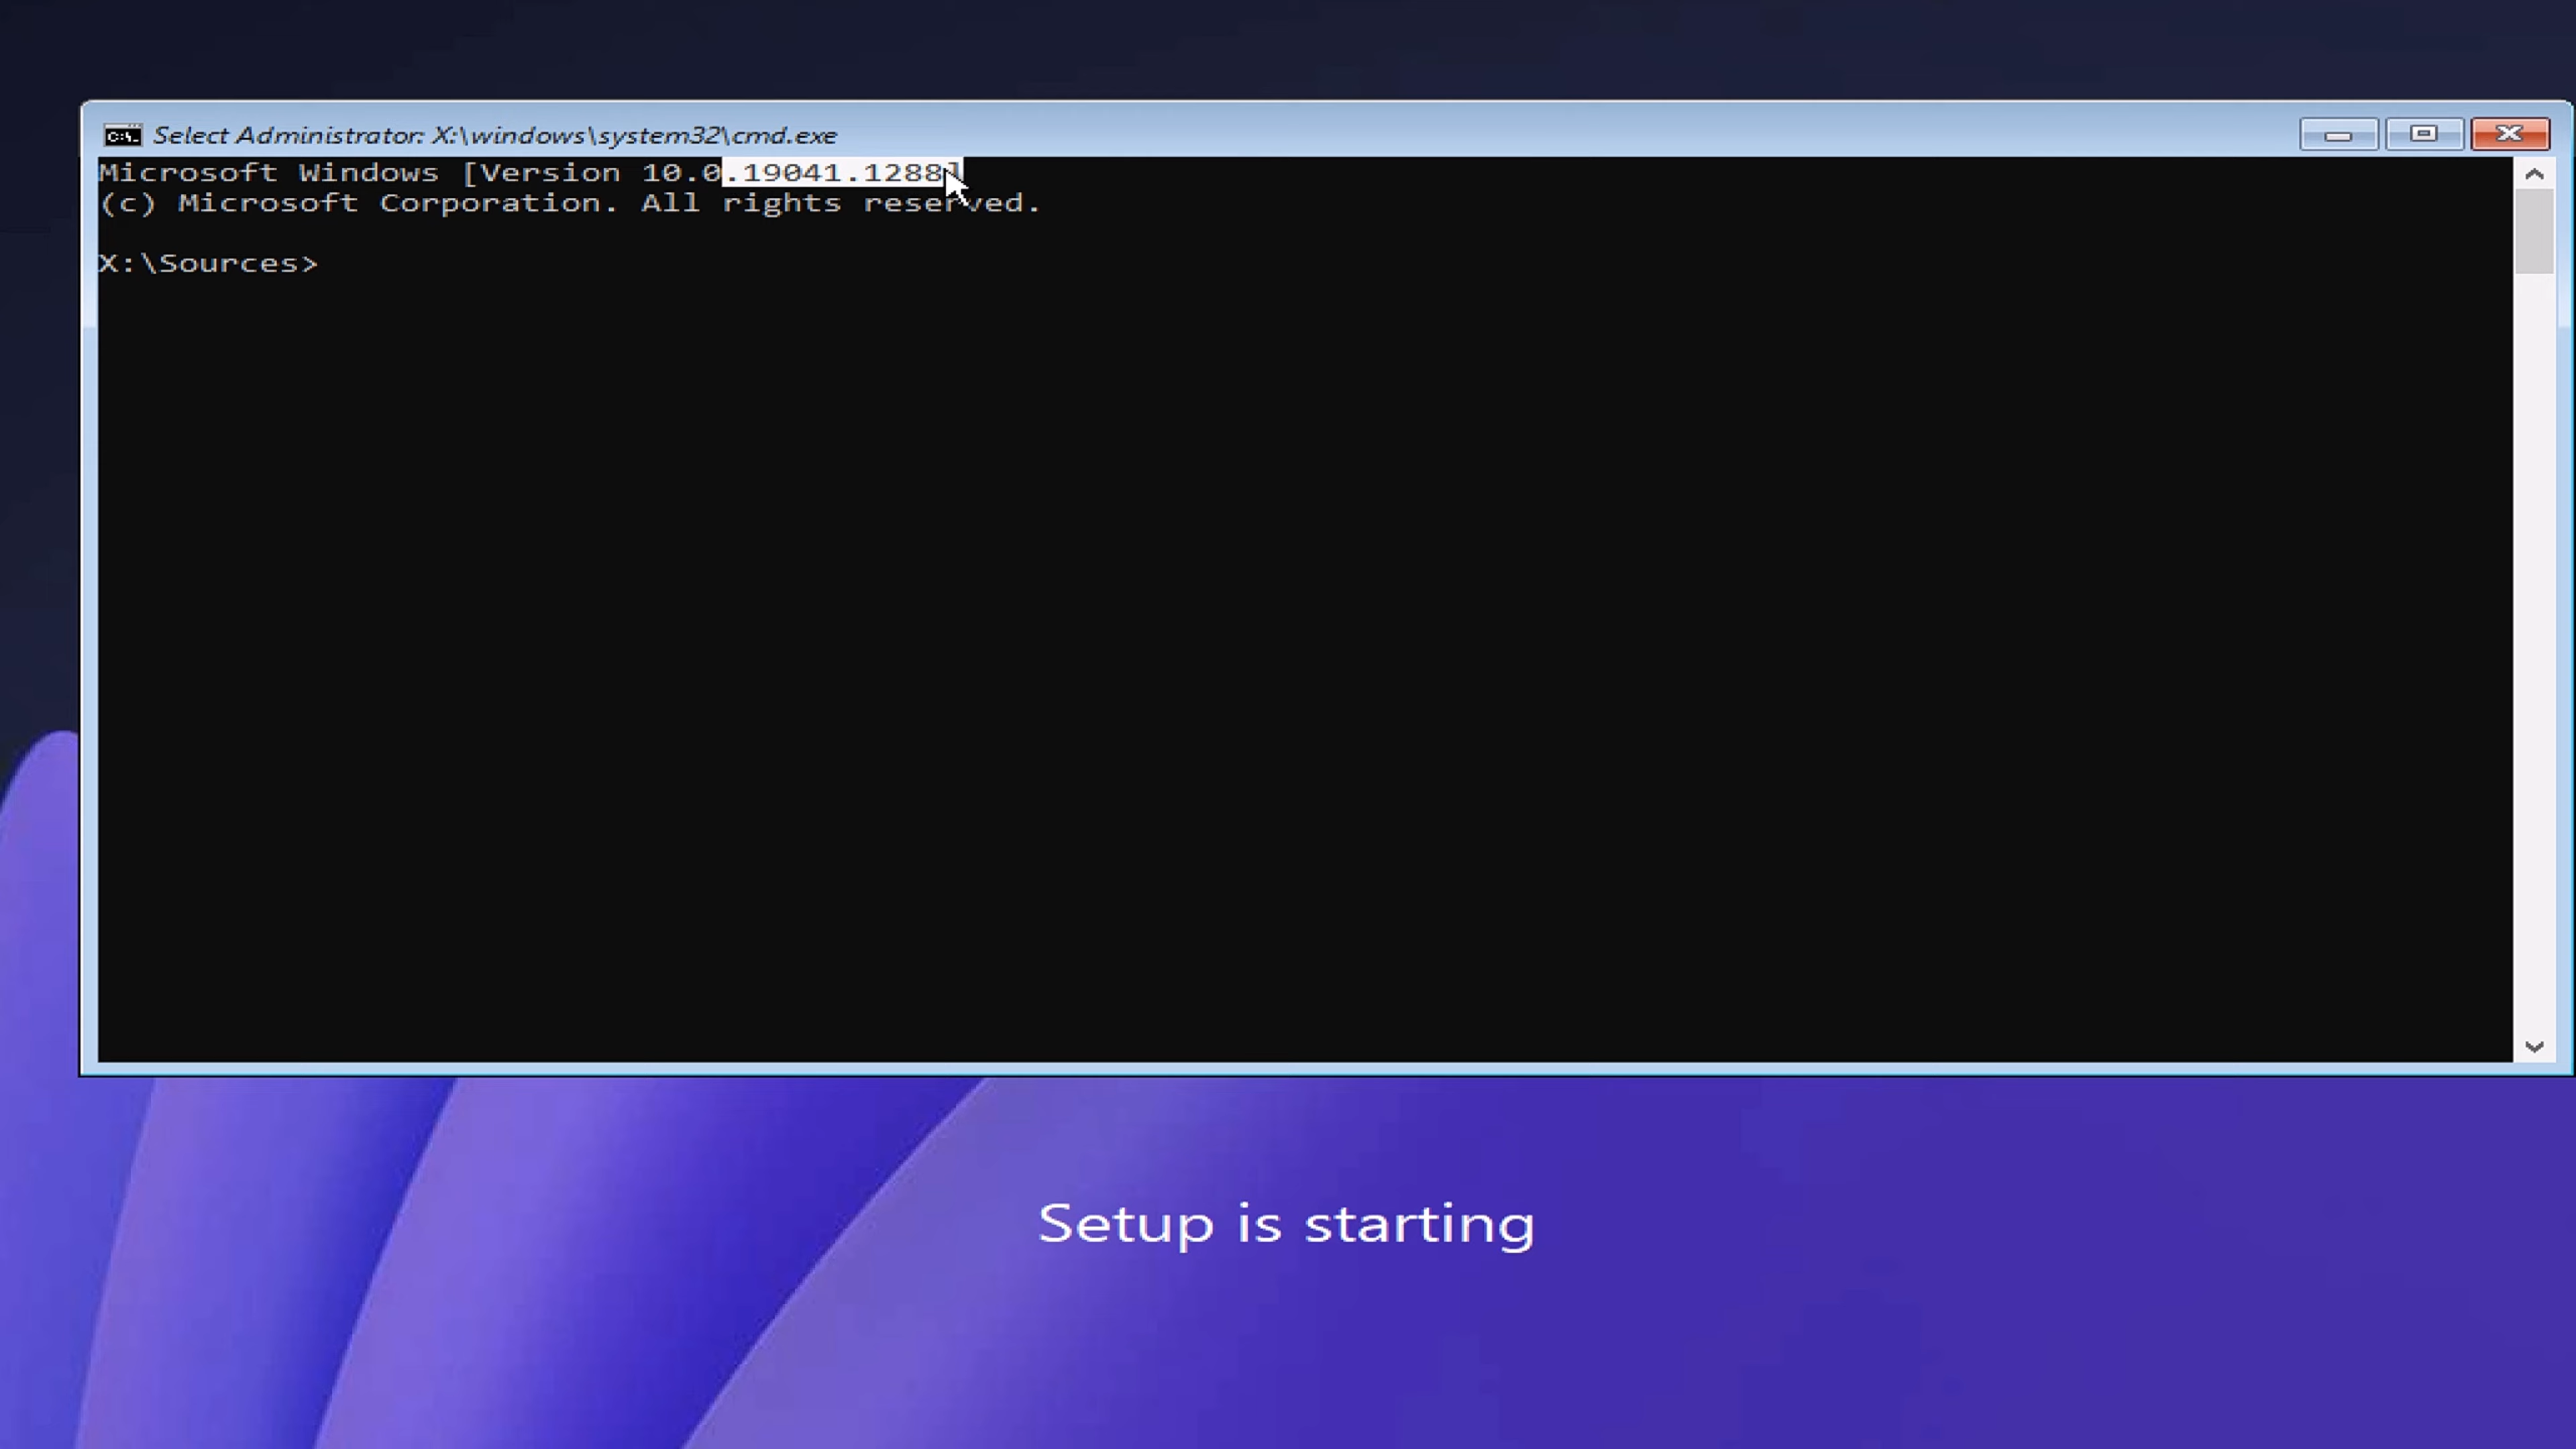 Select Administrator: X:\windows\system32\cmd.exe
Microsoft Windows [Version 10.0.19041.1288]
(c) Microsoft Corporation. All rights reserved.
X:\Sources>
Setup is starting